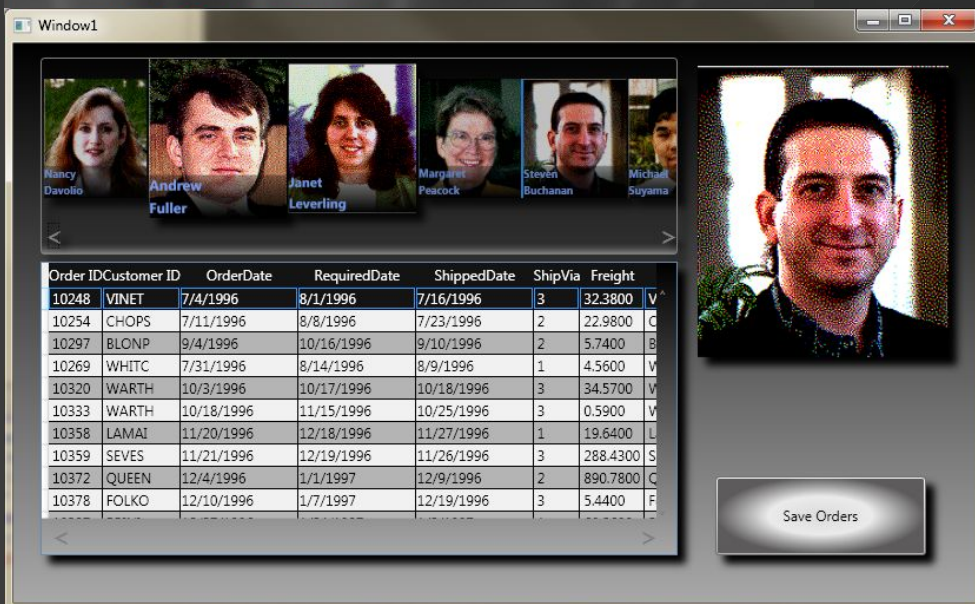 Window1
Nancy
Davolio
Andrew
Fuller
Janet
Leverling
Margaret
Peacock
Steven
Buchanan
Michael
Suyama
Order ID Customer ID OrderDate RequiredDate ShippedDate ShipVia Freight
10248 VINET 7/4/1996 8/1/1996 7/16/1996 3 32.3800 V
10254 CHOPS 7/11/1996 8/8/1996 7/23/1996 2 22.9800 C
10297 BLONP 9/4/1996 10/16/1996 9/10/1996 2 5.7400 B
10269 WHITC 7/31/1996 8/14/1996 8/9/1996 1 4.5600 W
10320 WARTH 10/3/1996 10/17/1996 10/18/1996 3 34.5700 W
10333 WARTH 10/18/1996 11/15/1996 10/25/1996 3 0.5900 W
10358 LAMAI 11/20/1996 12/18/1996 11/27/1996 1 19.6400 L
10359 SEVES 11/21/1996 12/19/1996 11/26/1996 3 288.4300 S
10372 QUEEN 12/4/1996 1/1/1997 12/9/1996 2 890.7800 Q
10378 FOLKO 12/10/1996 1/7/1997 12/19/1996 3 5.4400 F
Save Orders